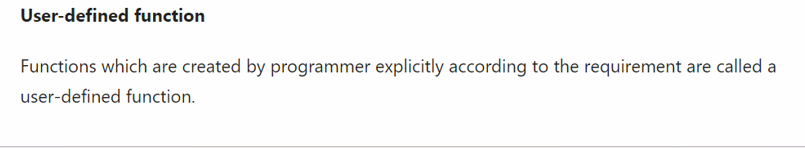 User-defined function
Functions which are created by programmer explicitly according to the requirement are called a
user-defined function.